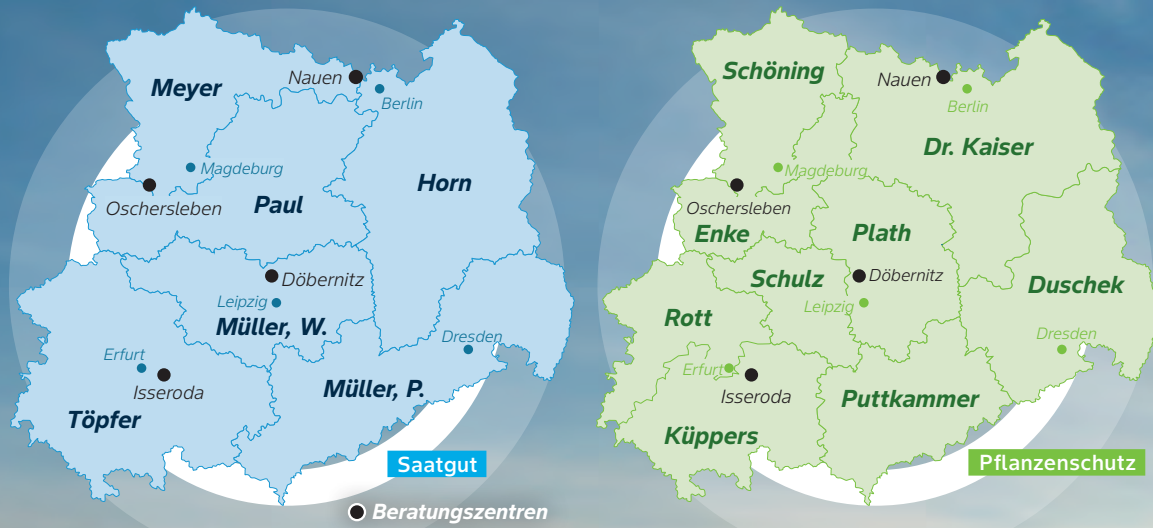 Meyer
Nauen
Berlin
Magdeburg
Horn
Oschersleben
Paul
Döbernitz
Leipzig
Müller, W.
Dresden
Erfurt
Isseroda
Müller, P.
Töpfer
Saatgut
Beratungszentren
Schöning
Nauen
Berlin
Dr. Kaiser
Magdeburg
Oschersleben
Enke
Plath
Schulz
Döbernitz
Duschek
Leipzig
Rott
Dresden
Erfurt
Isseroda
Puttkammer
Küppers
Pflanzenschutz